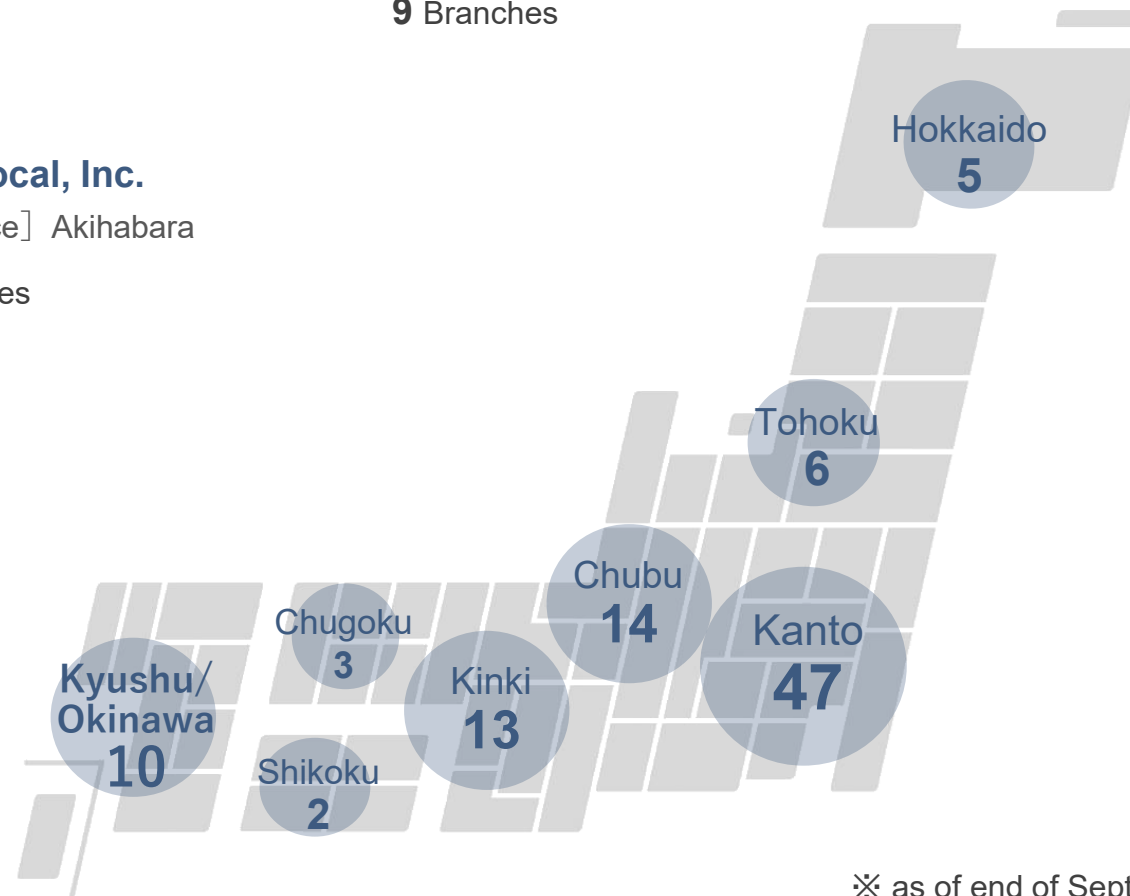 9 Branches
ocal, Inc.
ce］ Akihabara
es
Hokkaido
5
Tohoku
6
Chubu
14
Kanto
47
Chugoku
3
Kinki
13
Kyushu/
Okinawa
10
Shikoku
2
※ as of end of Sept